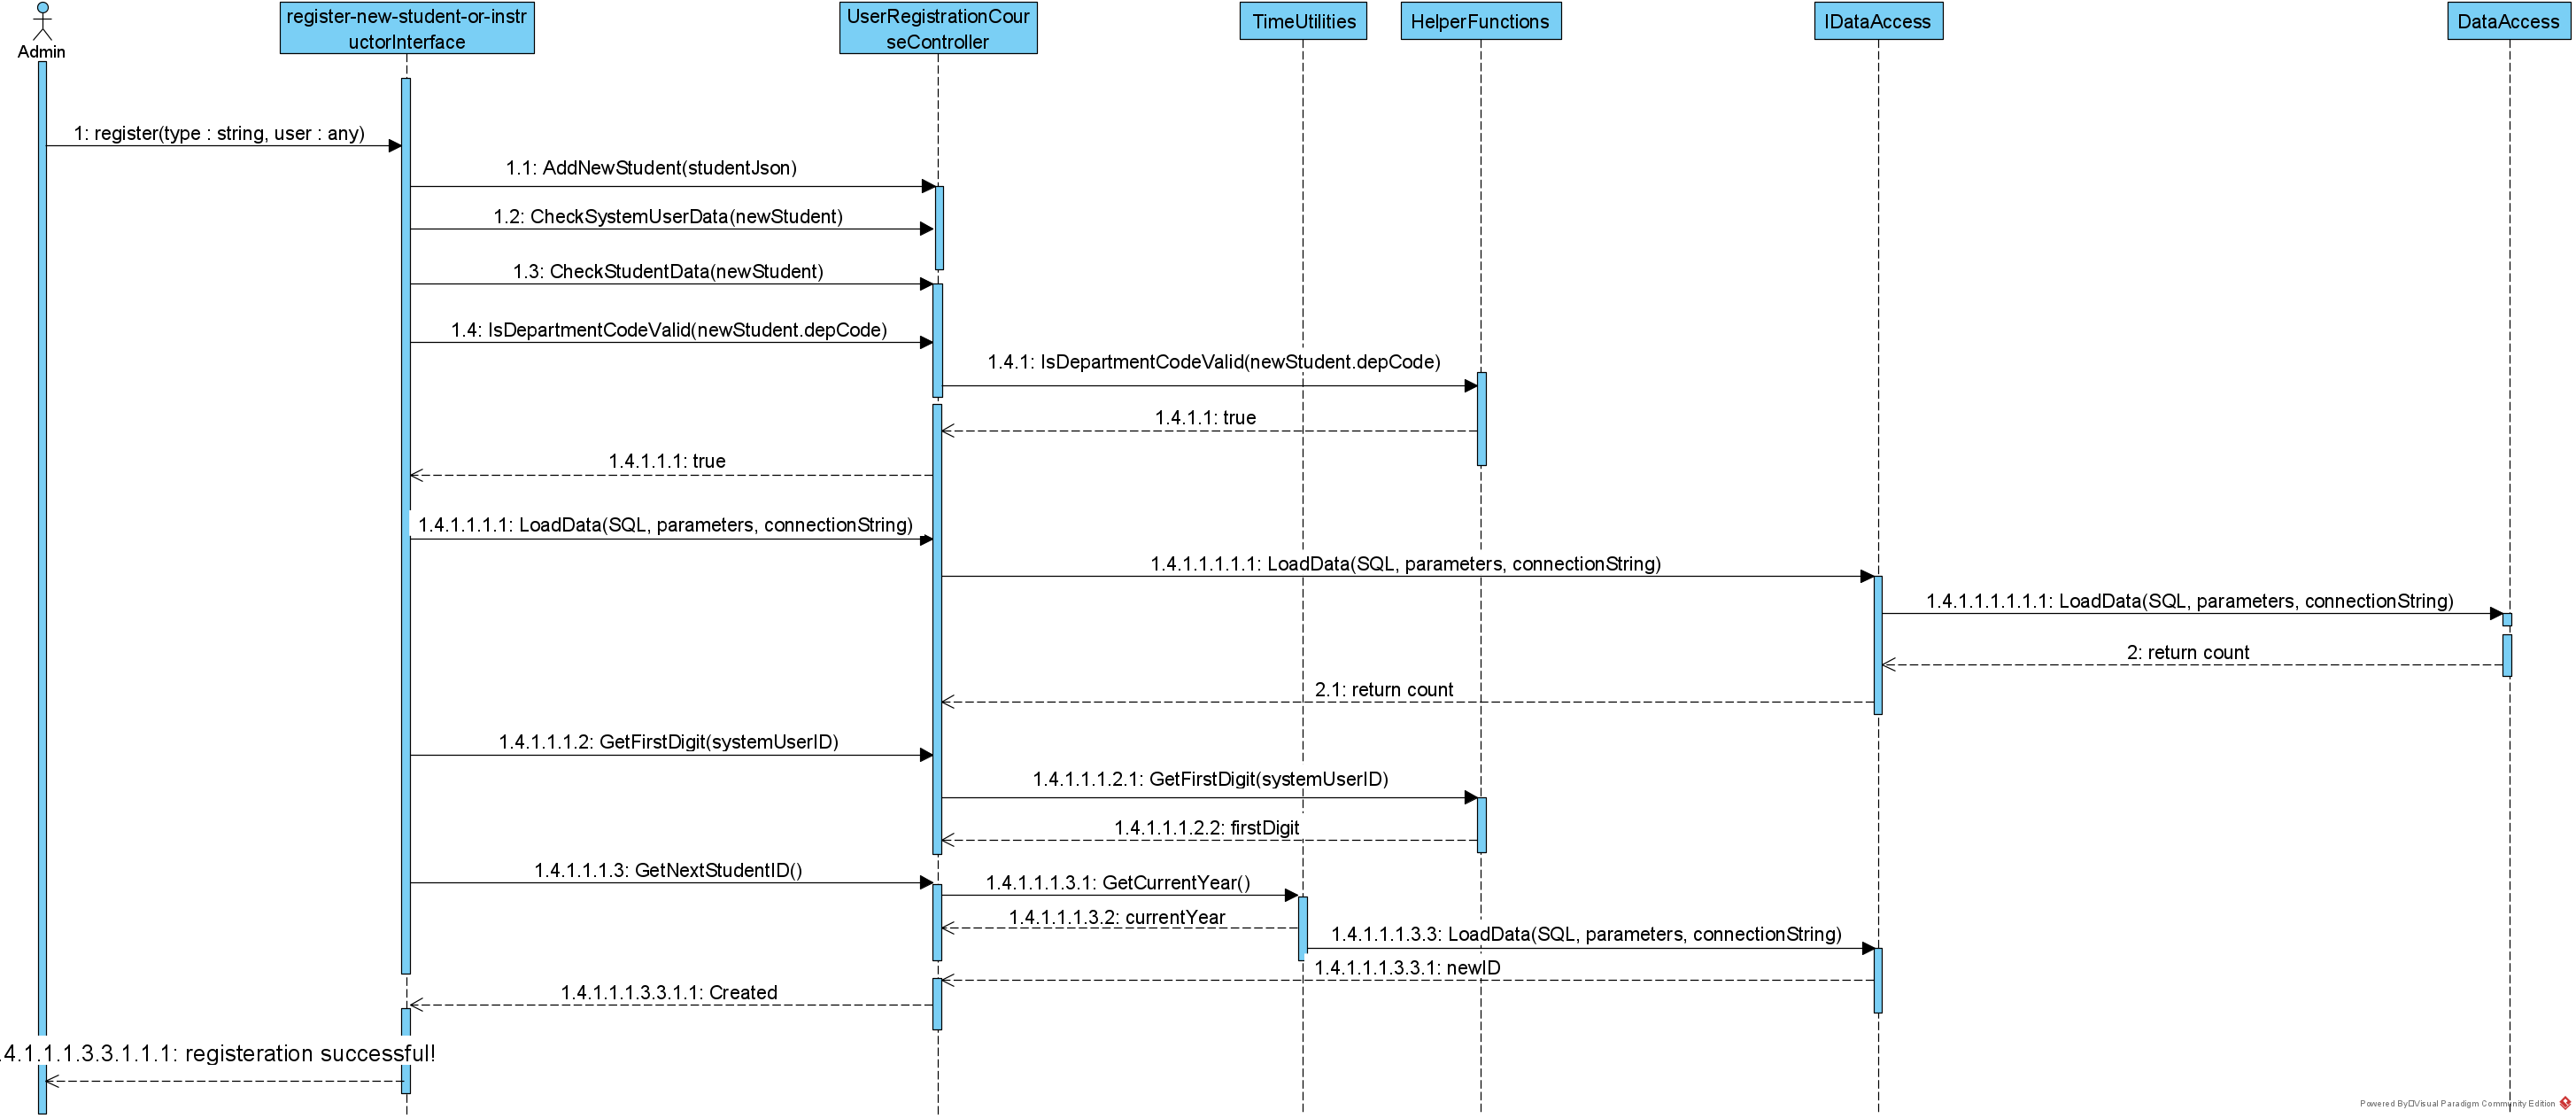 Admin
register-new-student-or-instr
uctorInterface
UserRegistrationCour
seController
TimeUtilities
HelperFunctions
IDataAccess
DataAccess
1: register(type : string, user : any)
1.1: AddNewStudent(studentJson)
1.2: CheckSystemUserData(newStudent)
1.3: CheckStudentData(newStudent)
1.4: IsDepartmentCodeValid(newStudent.depCode)
1.4.1: IsDepartmentCodeValid(newStudent.depCode)
1.4.1.1: true
1.4.1.1.1: true
1.4.1.1.1.1: LoadData(SQL, parameters, connectionString)
1.4.1.1.1.1.1: LoadData(SQL, parameters, connectionString)
1.4.1.1.1.1.1.1: LoadData(SQL, parameters, connectionString)
2: return count
2.1: return count
1.4.1.1.1.2: GetFirstDigit(systemUserID)
1.4.1.1.1.2.1: GetFirstDigit(systemUserID)
1.4.1.1.1.2.2: firstDigit
1.4.1.1.1.3: GetNextStudentID()
1.4.1.1.1.3.1: GetCurrentYear()
1.4.1.1.1.3.2: currentYear
1.4.1.1.1.3.3: LoadData(SQL, parameters, connectionString)
1.4.1.1.1.3.3.1: newID
1.4.1.1.1.3.3.1.1: Created
.4.1.1.1.3.3.1.1.1: registeration successful!
Powered By Visual Paradigm Community Edition